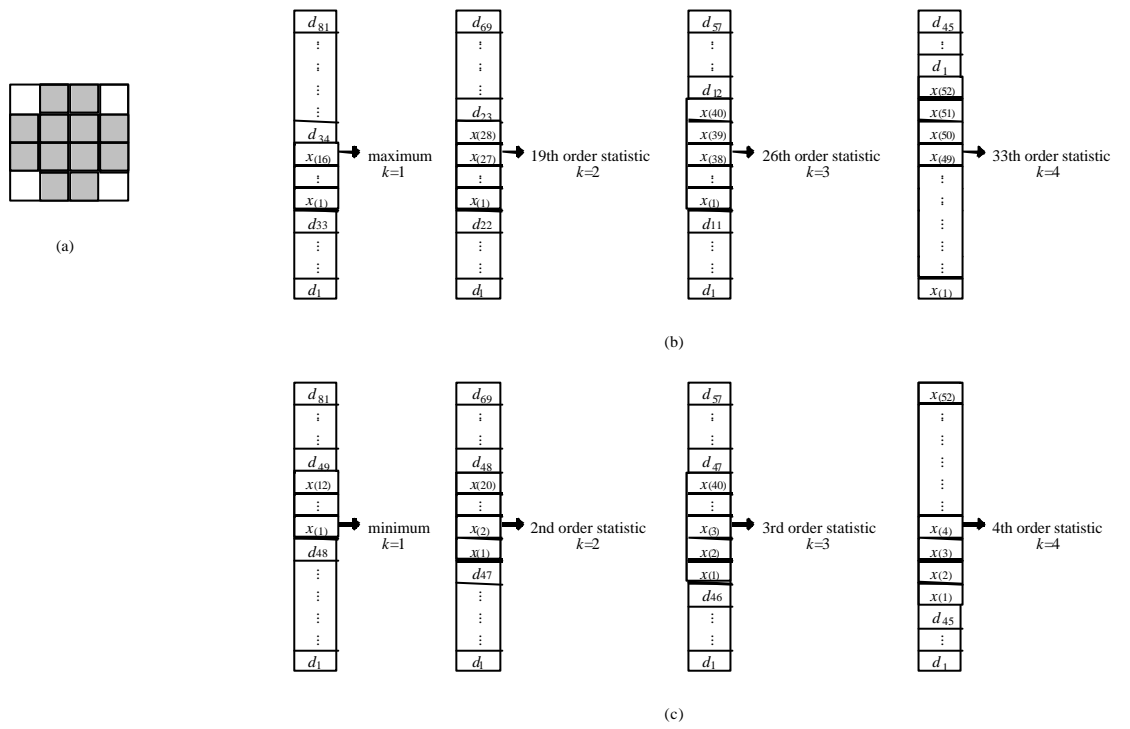 d81
d34
x(16)
x(1)
d33
d1
maximum
k=1
d69
d23
x(28)
x(27)
x(1)
d22
d1
19th order statistic
k=2
d57
d12
x(40)
x(39)
x(38)
x(1)
d11
d1
26th order statistic
k=3
d45
d1
x(52)
x(51)
x(50)
x(49)
x(1)
33th order statistic
k=4
(a)
(b)
d81
d49
x(12)
x(1)
d48
d1
minimum
k=1
d69
d48
x(20)
x(2)
x(1)
d47
d1
2nd order statistic
k=2
d57
d47
x(40)
x(3)
x(2)
x(1)
d46
d1
3rd order statistic
k=3
x(52)
x(4)
x(3)
x(2)
x(1)
d45
d1
4th order statistic
k=4
(c)